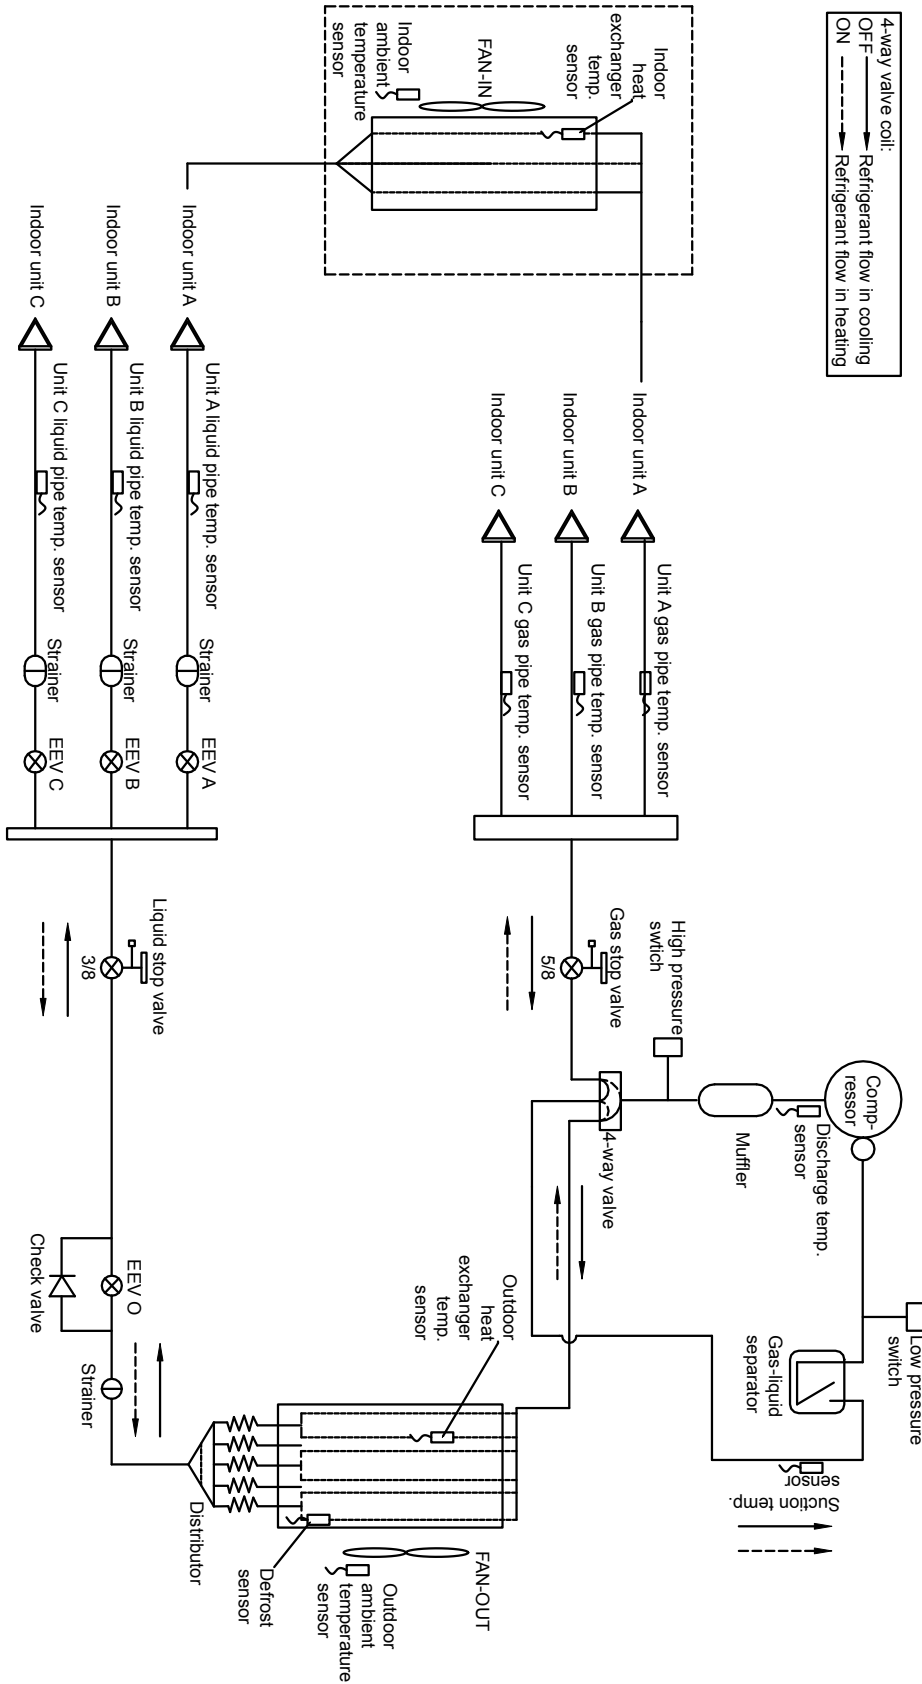 4-way valve coil:
OFF Refrigerant flow in cooling
ON Refrigerant flow in heating
Indoor
heat
exchanger
temp.
sensor
FAN-IN
Indoor
ambient
temperature
sensor
Indoor unit A
Indoor unit B
Indoor unit C
Unit A gas pipe temp. sensor
Unit B gas pipe temp. sensor
Unit C gas pipe temp. sensor
Indoor unit A
Indoor unit B
Indoor unit C
Unit A liquid pipe temp. sensor
Unit B liquid pipe temp. sensor
Unit C liquid pipe temp. sensor
Strainer
Strainer
Strainer
EEV A
EEV B
EEV C
Gas stop valve
5/8
Liquid stop valve
3/8
High pressure
swtich
Comp-
ressor
Discharge temp.
sensor
Muffler
4-way valve
Low pressure
switch
Gas-liquid
separator
Suction temp.
sensor
Outdoor
heat
exchanger
temp.
sensor
EEV O
Check valve
Strainer
Distributor
Defrost
sensor
FAN-OUT
Outdoor
ambient
temperature
sensor